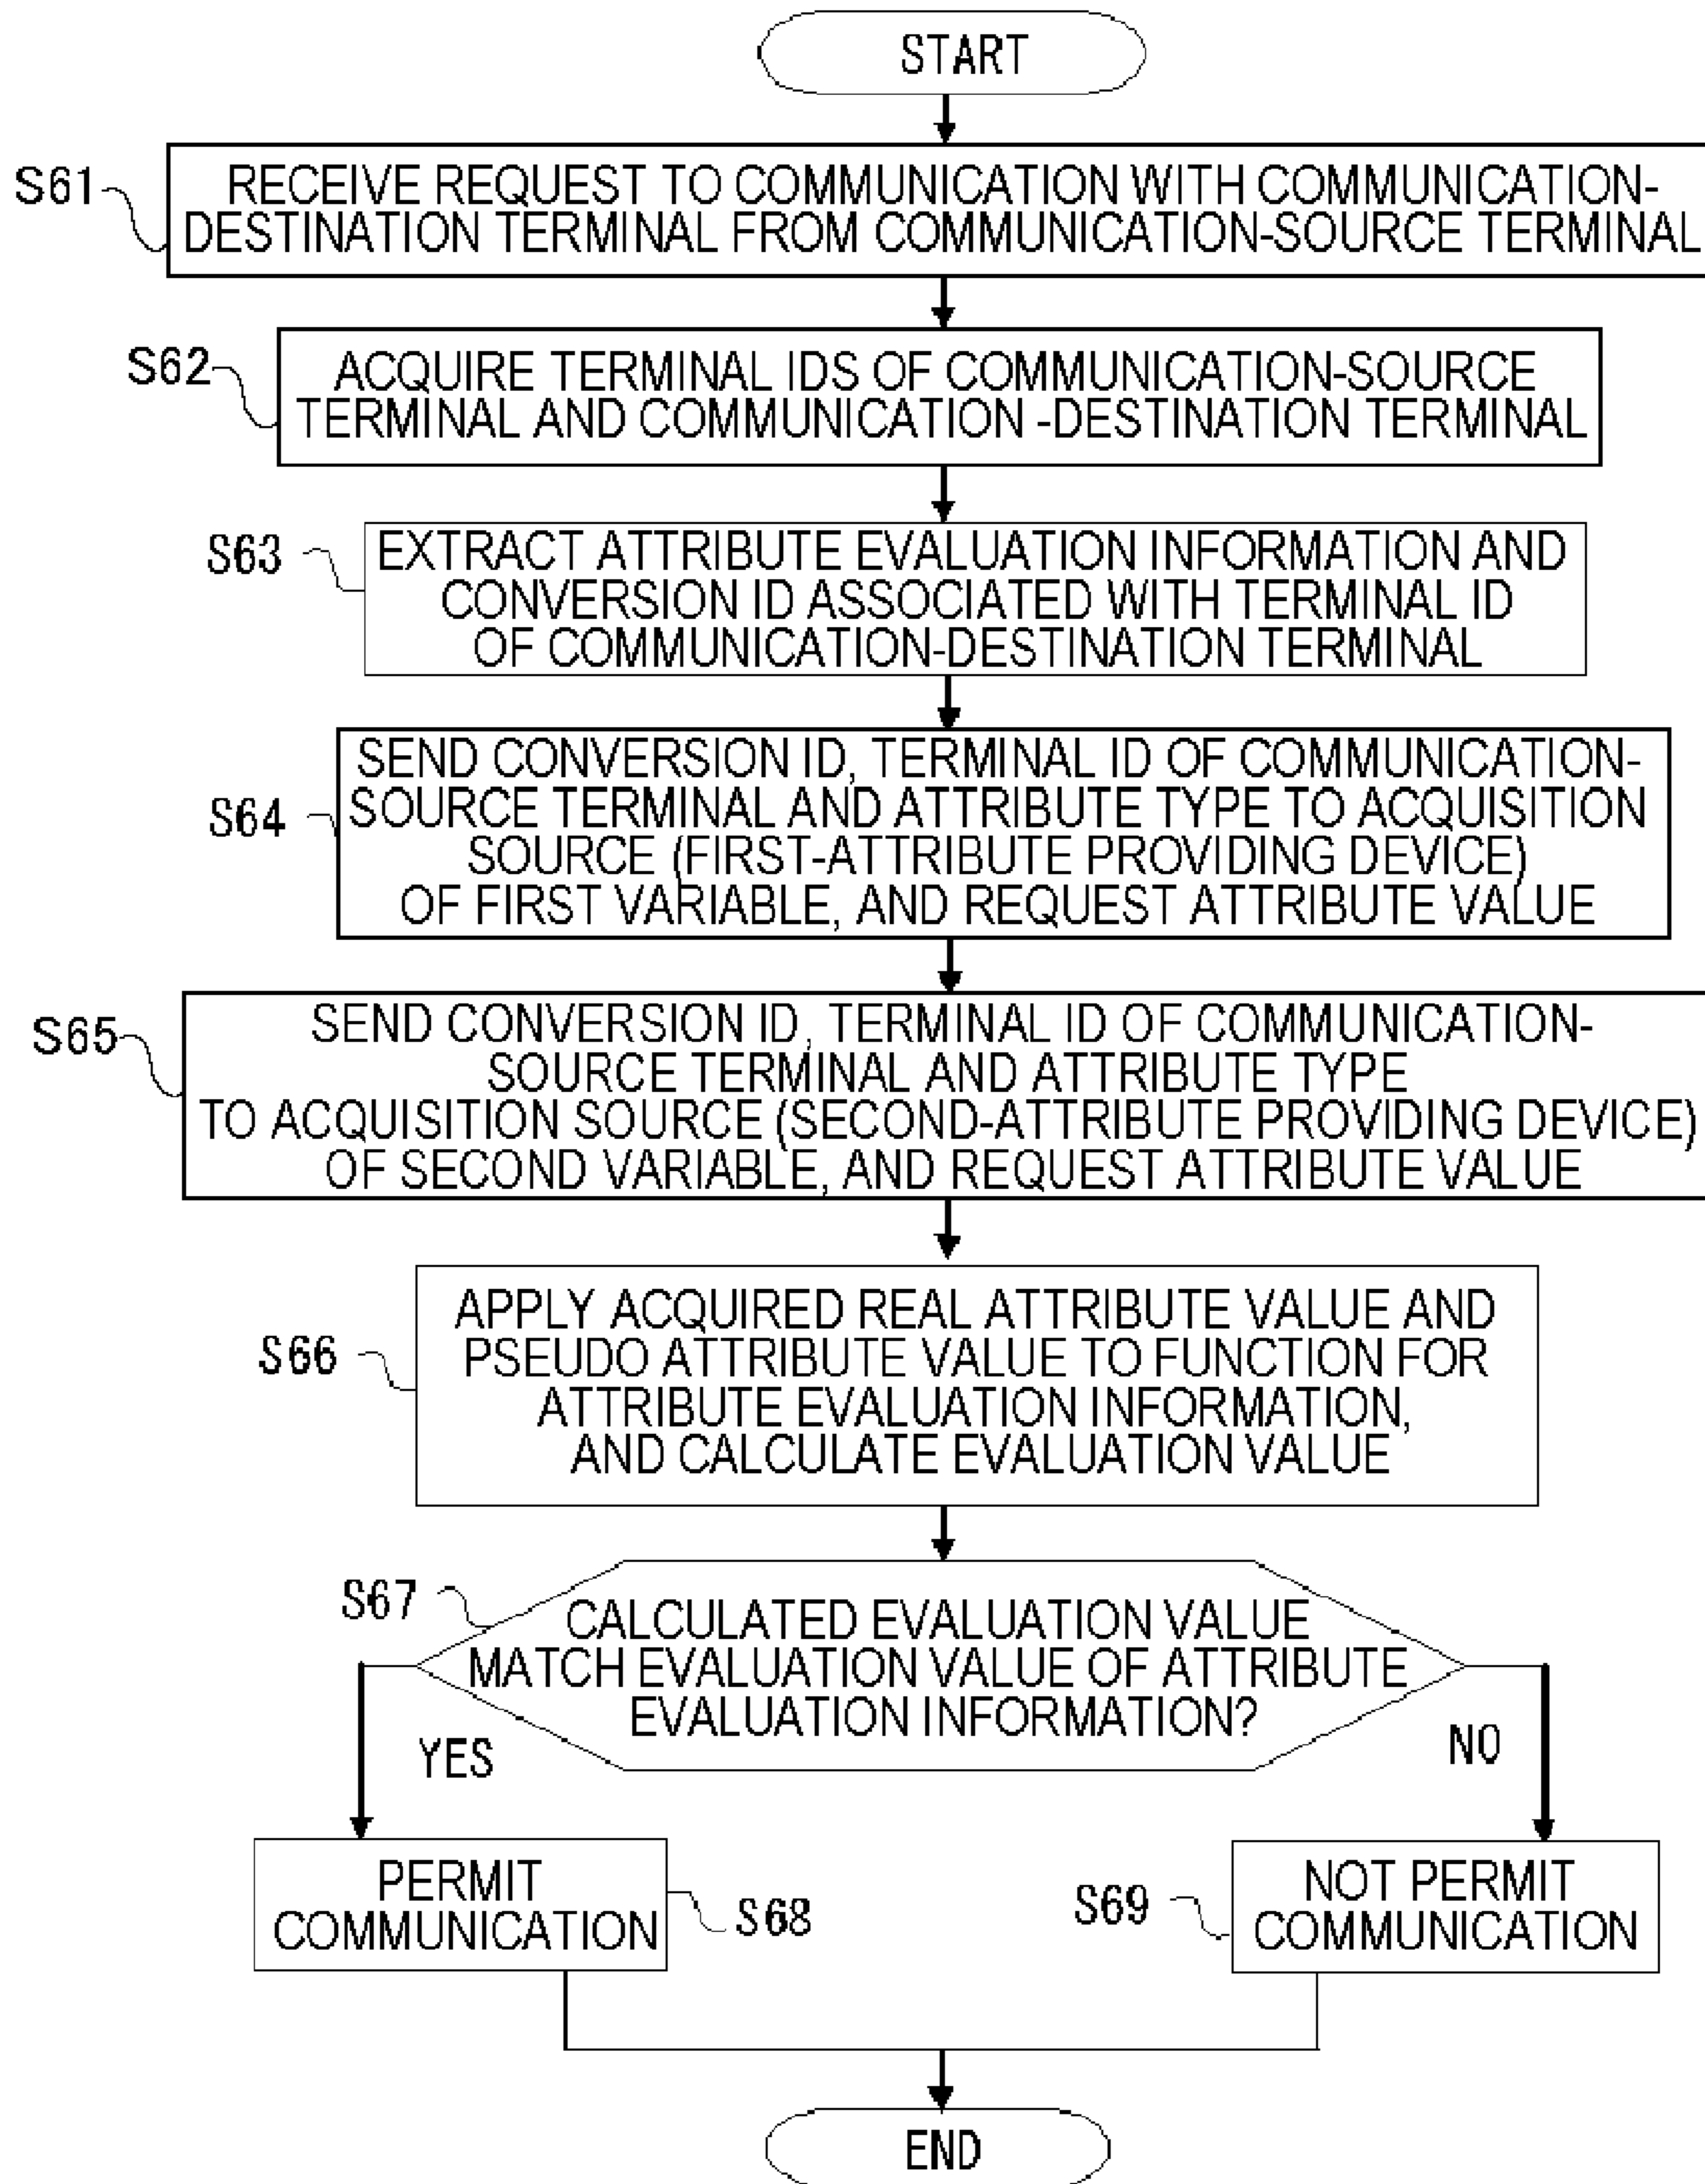 START
S61
RECEIVE REQUEST TO COMMUNICATION WITH COMMUNICATION-
DESTINATION TERMINAL FROM COMMUNICATION-SOURCE TERMINAL
S62
ACQUIRE TERMINAL IDS OF COMMUNICATION-SOURCE
TERMINAL AND COMMUNICATION -DESTINATION TERMINAL
S63
EXTRACT ATTRIBUTE EVALUATION INFORMATION AND
CONVERSION ID ASSOCIATED WITH TERMINAL ID
OF COMMUNICATION-DESTINATION TERMINAL
S64
SEND CONVERSION ID, TERMINAL ID OF COMMUNICATION-
SOURCE TERMINAL AND ATTRIBUTE TYPE TO ACQUISITION
SOURCE (FIRST-ATTRIBUTE PROVIDING DEVICE)
OF FIRST VARIABLE, AND REQUEST ATTRIBUTE VALUE
S65
SEND CONVERSION ID, TERMINAL ID OF COMMUNICATION-
SOURCE TERMINAL AND ATTRIBUTE TYPE
TO ACQUISITION SOURCE (SECOND-ATTRIBUTE PROVIDING DEVICE)
OF SECOND VARIABLE, AND REQUEST ATTRIBUTE VALUE
S66
APPLY ACQUIRED REAL ATTRIBUTE VALUE AND
PSEUDO ATTRIBUTE VALUE TO FUNCTION FOR
ATTRIBUTE EVALUATION INFORMATION,
AND CALCULATE EVALUATION VALUE
S67
CALCULATED EVALUATION VALUE
MATCH EVALUATION VALUE OF ATTRIBUTE
EVALUATION INFORMATION?
YES
NO
PERMIT
COMMUNICATION
S68
S69
NOT PERMIT
COMMUNICATION
END